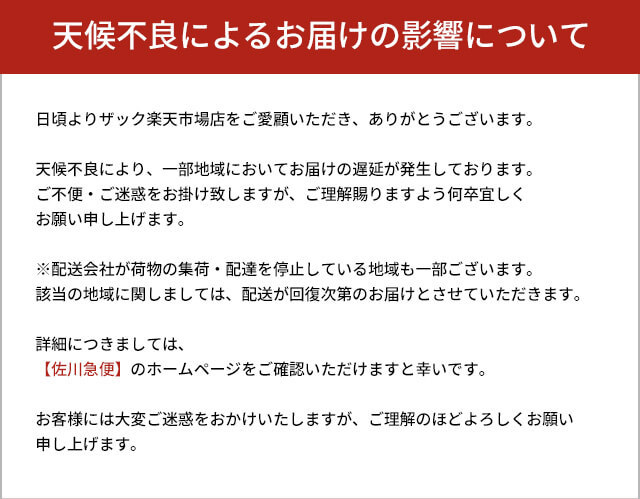 天候不良によるお届けの影響について
日頃よりザック楽天市場店をご愛顧いただき、ありがとうございます。
天候不良により、一部地域においてお届けの遅延が発生しております。
ご不便・ご迷惑をお掛け致しますが、ご理解賜りますよう何卒宜しく
お願い申し上げます。
※配送会社が荷物の集荷・配達を停止している地域も一部ございます。
該当の地域に関しましては、配送が回復次第のお届けとさせていただきます。
詳細につきましては、
【佐川急便】のホームページをご確認いただけますと幸いです。
お客様には大変ご迷惑をおかけいたしますが、ご理解のほどよろしくお願い
申し上げます。